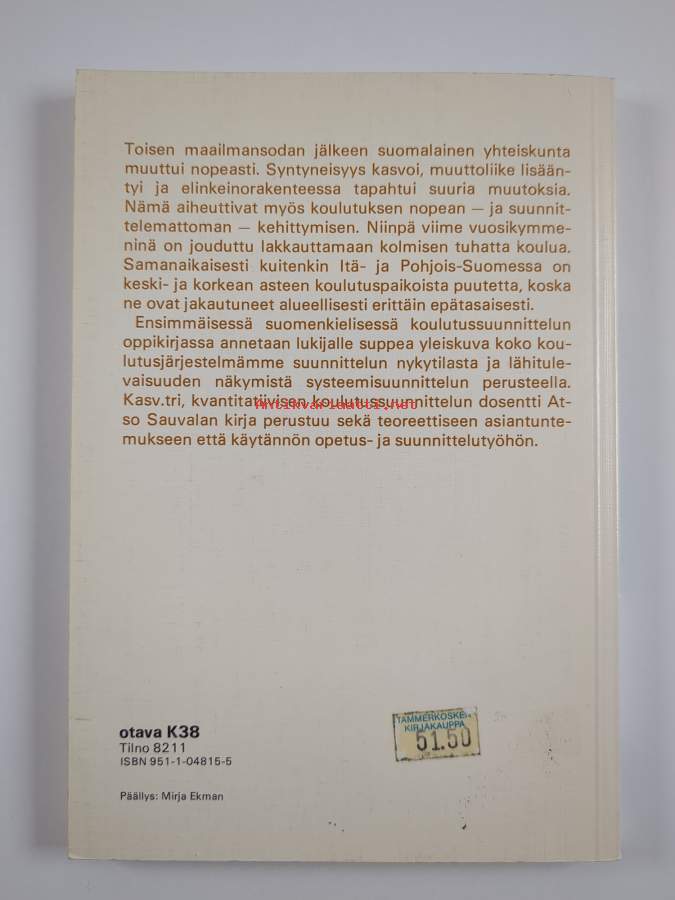 Toisen maailmansodan jälkeen suomalainen yhteiskunta
muuttui nopeasti. Syntyneisyys kasvoi, muuttoliike lisään-
tyi ja elinkeinorakenteessa tapahtui suuria muutoksia.
Nämä aiheuttivat myös koulutuksen nopean — ja suunnit-
telemattoman — kehittymisen. Niinpä viime vuosikymme-
ninä on jouduttu lakkauttamaan kolmisen tuhatta koulua.
Samanaikaisesti kuitenkin Itä- ja Pohjois-Suomessa on
keski- ja korkean asteen koulutuspaikoista puutetta, koska
ne ovat jakautuneet alueellisesti erittäin epätasaisesti.
Ensimmäisessä suomenkielisessä koulutussuunnittelun
oppikirjassa annetaan lukijalle suppea yleiskuva koko kou-
lutusjärjestelmämme suunnittelun nykytilasta ja lähitule-
vaisuuden näkymistä systeemisuunnittelun perusteella.
Kasv.tri, kvantitatiivisen koulutussuunnittelun dosentti At-
so Sauvalan kirja perustuu sekä teoreettiseen asiantunte-
mukseen että käytännön opetus- ja suunnittelutyöhön.
Antikvariaatti.net
otava K38
Tilno 8211
ISBN 951-1-04815-5
Päällys: Mirja Ekman
TAMMERKOSKEN
KIRJAKAUPPA
51.50